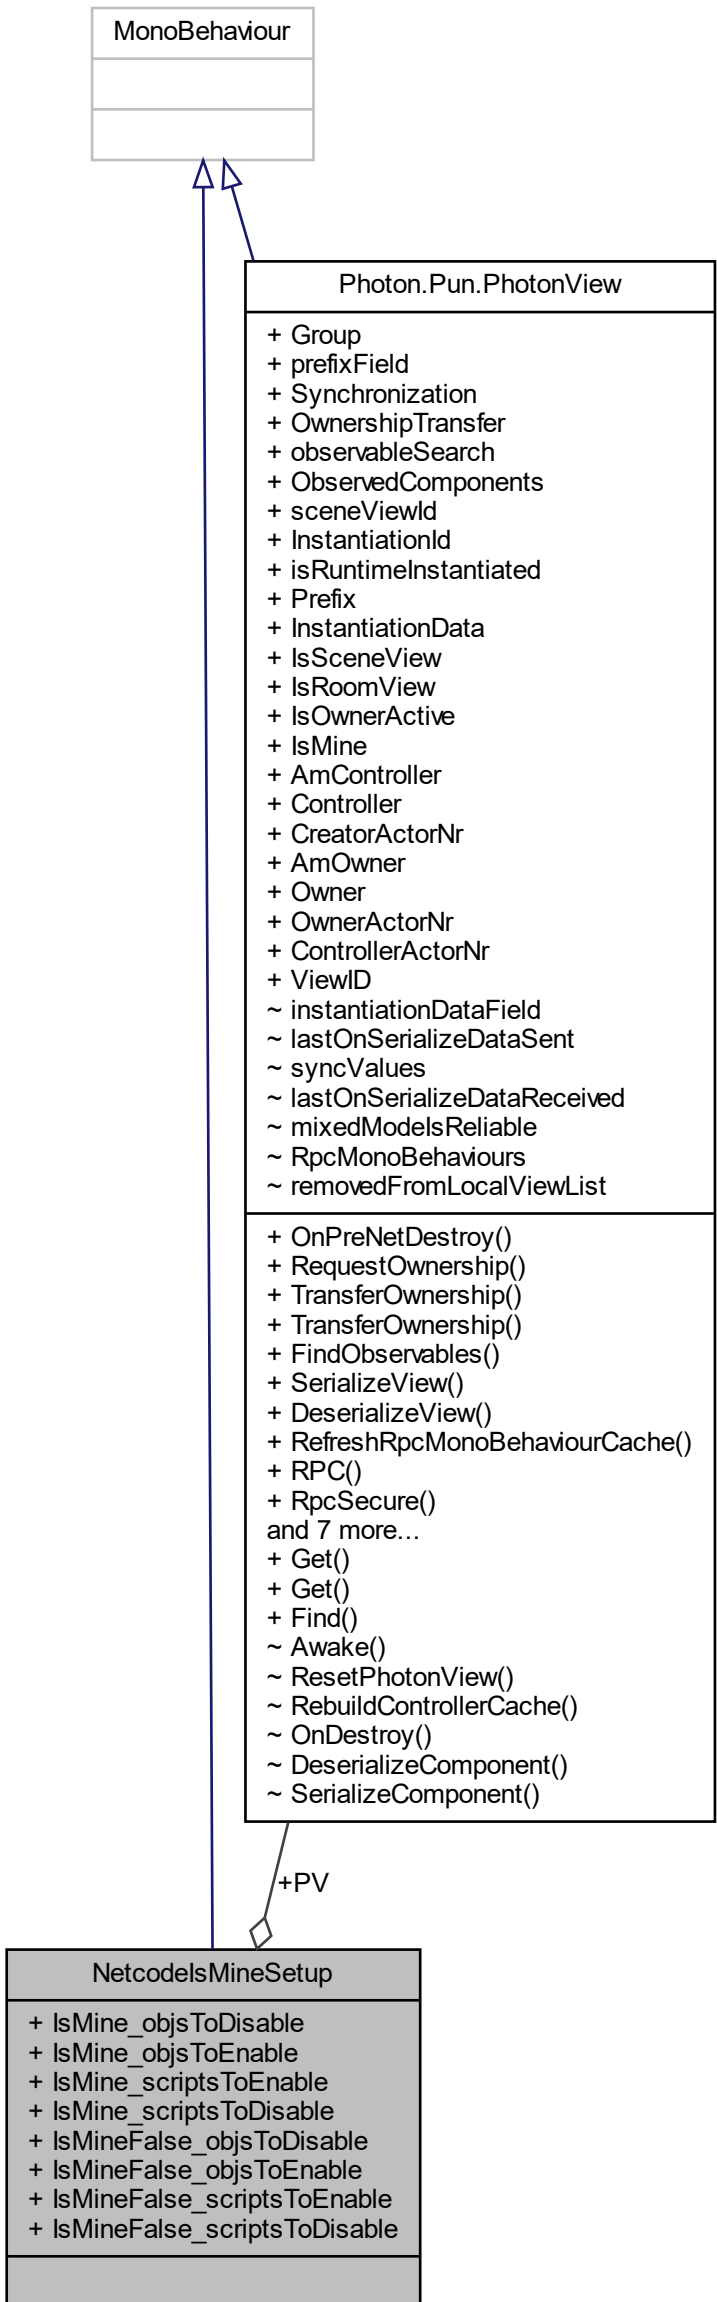 MonoBehaviour
Photon.Pun.PhotonView
+ Group
+ prefixField
+ Synchronization
+ OwnershipTransfer
+ observableSearch
+ ObservedComponents
+ sceneViewId
+ InstantiationId
+ isRuntimeInstantiated
+ Prefix
+ InstantiationData
+ IsSceneView
+ IsRoomView
+ IsOwnerActive
+ IsMine
+ AmController
+ Controller
+ CreatorActorNr
+ AmOwner
+ Owner
+ OwnerActorNr
+ ControllerActorNr
+ ViewID
~ instantiationDataField
~ lastOnSerializeDataSent
~ syncValues
~ lastOnSerializeDataReceived
~ mixedModeIsReliable
~ RpcMonoBehaviours
~ removedFromLocalViewList
+ OnPreNetDestroy()
+ RequestOwnership()
+ TransferOwnership()
+ TransferOwnership()
+ FindObservables()
+ SerializeView()
+ DeserializeView()
+ RefreshRpcMonoBehaviourCache()
+ RPC()
+ RpcSecure()
and 7 more...
+ Get()
+ Get()
+ Find()
~ Awake()
~ ResetPhotonView()
~ RebuildControllerCache()
~ OnDestroy()
~ DeserializeComponent()
~ SerializeComponent()
+PV
NetcodeIsMineSetup
+ IsMine_objsToDisable
+ IsMine_objsToEnable
+ IsMine_scriptsToEnable
+ IsMine_scriptsToDisable
+ IsMineFalse_objsToDisable
+ IsMineFalse_objsToEnable
+ IsMineFalse_scriptsToEnable
+ IsMineFalse_scriptsToDisable